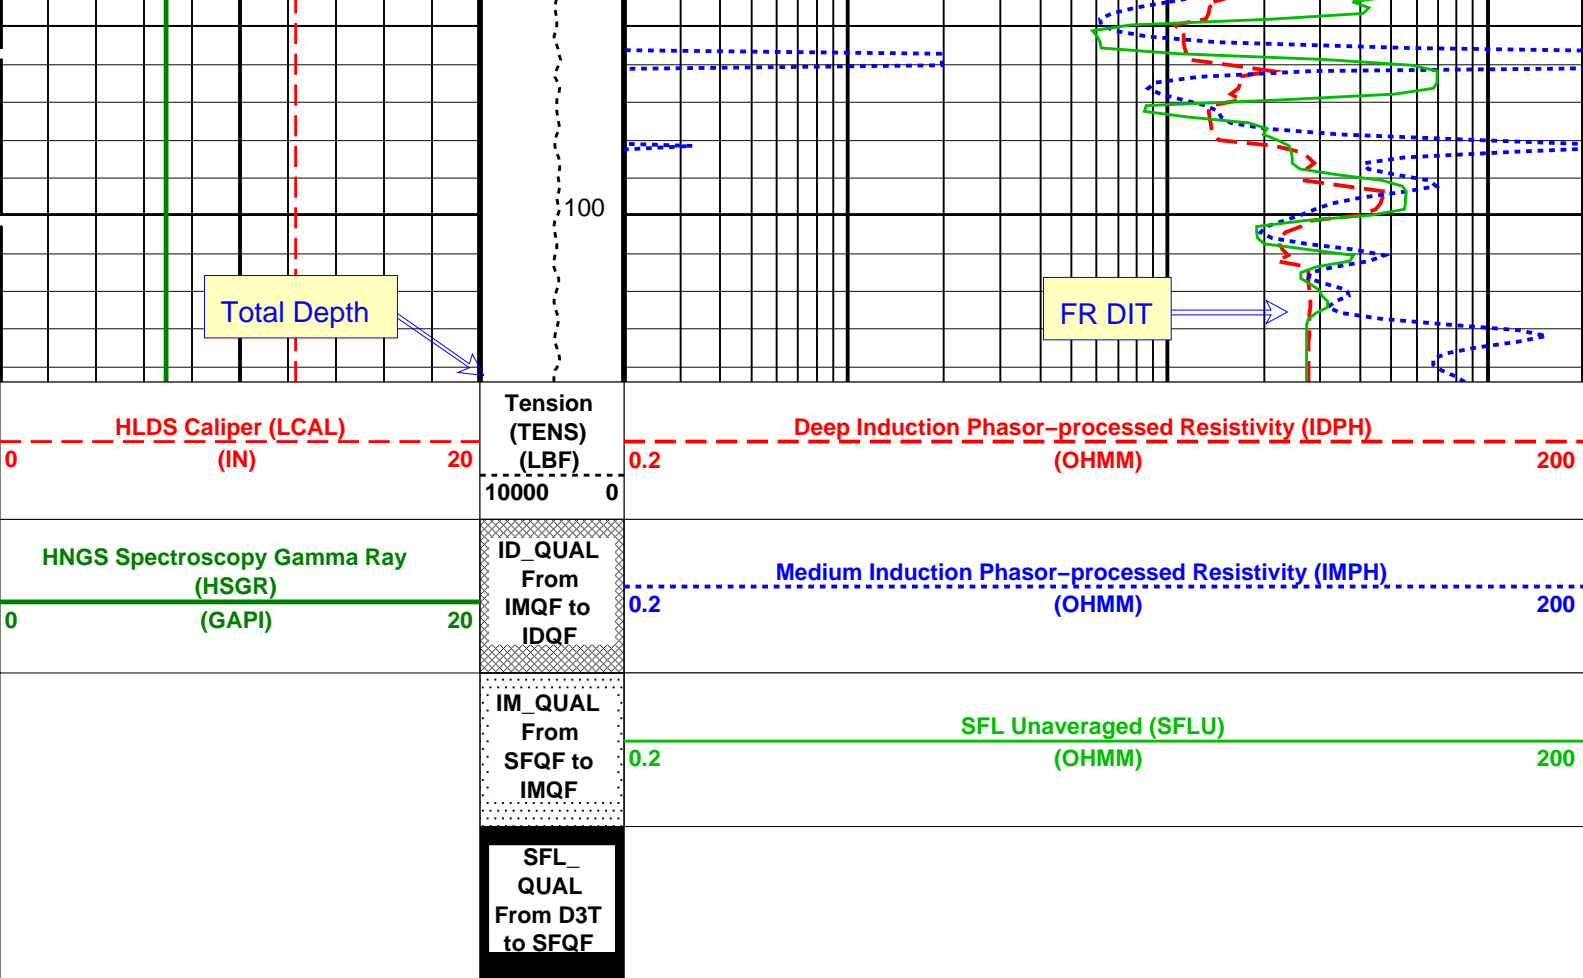 100
Total Depth
FR DIT
HLDS Caliper (LCAL)
0 (IN) 20
Tension
(TENS)
(LBF)
10000 0
Deep Induction Phasor−processed Resistivity (IDPH)
0.2 (OHMM) 200
HNGS Spectroscopy Gamma Ray
(HSGR)
0 (GAPI) 20
ID_QUAL
From
IMQF to
IDQF
Medium Induction Phasor−processed Resistivity (IMPH)
0.2 (OHMM) 200
IM_QUAL
From
SFQF to
IMQF
SFL Unaveraged (SFLU)
0.2 (OHMM) 200
SFL_
QUAL
From D3T
to SFQF